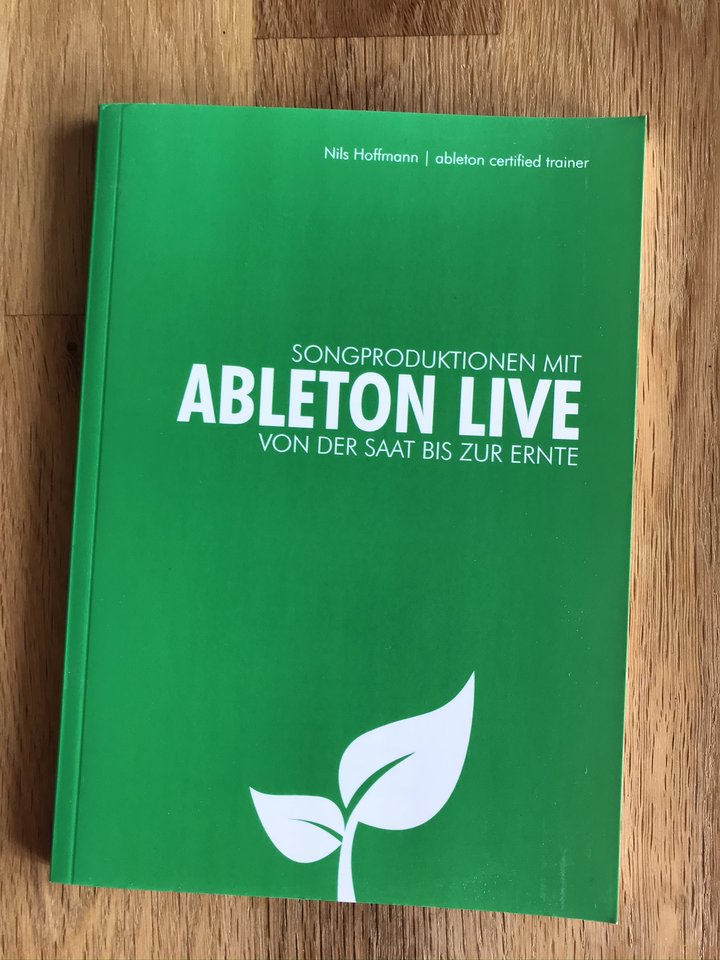 Nils Hoffmann | ableton certified trainer
SONGPRODUKTIONEN MIT
ABLETON LIVE
VON DER SAAT BIS ZUR ERNTE